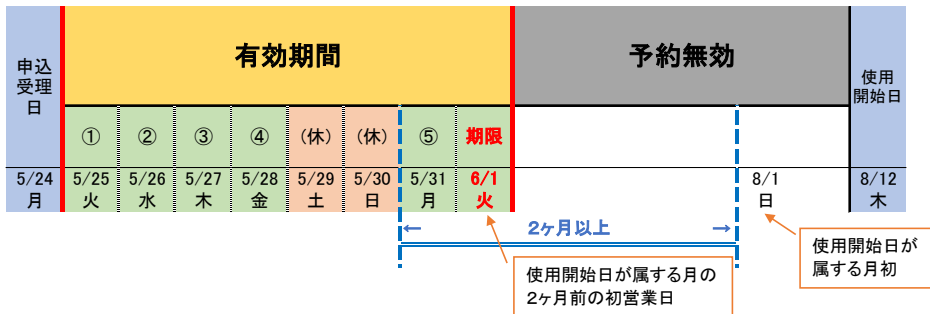 申込
受理
日
有効期間
予約無効
使用
開始日
① ② ③ ④ (休) (休) ⑤ 期限
5/24 5/25 5/26 5/27 5/28 5/29 5/30 5/31 6/1 8/1 8/12
月 火 水 木 金 土 日 月 火 日 木
← 2ヶ月以上 →
使用開始日が
属する月初
使用開始日が属する月の
2ヶ月前の初営業日